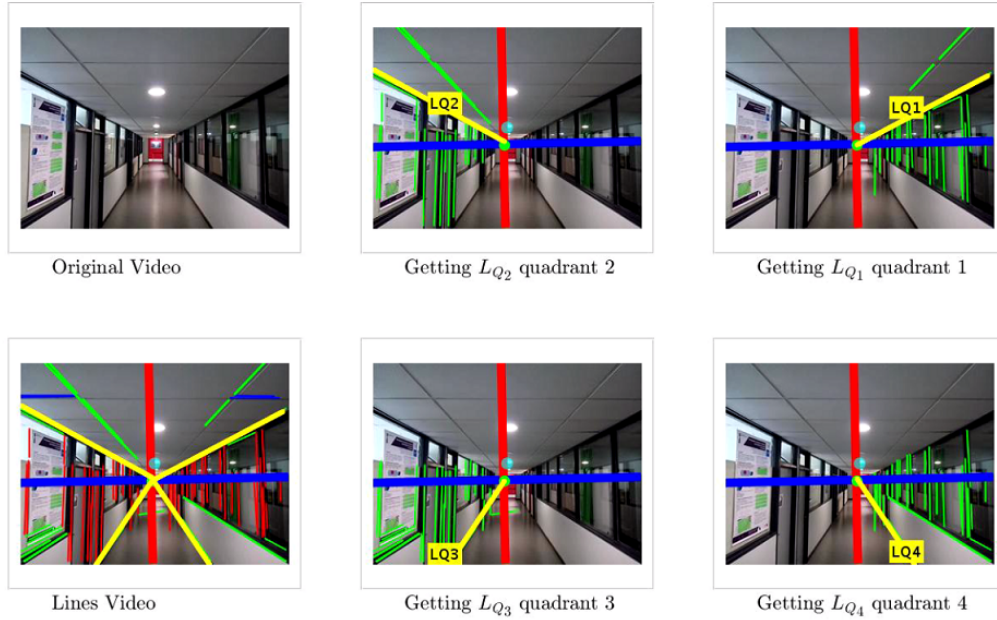 LQ2
LQ1
Original Video
Getting L_{Q_2} quadrant 2
Getting L_{Q_1} quadrant 1
LQ3
LQ4
Lines Video
Getting L_{Q_3} quadrant 3
Getting L_{Q_4} quadrant 4